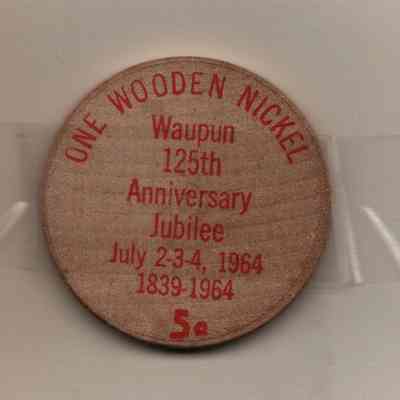 ONE WOODEN NICKEL
Waupun
125th
Anniversary
Jubilee
July 2-3-4, 1964
1839-1964
5¢